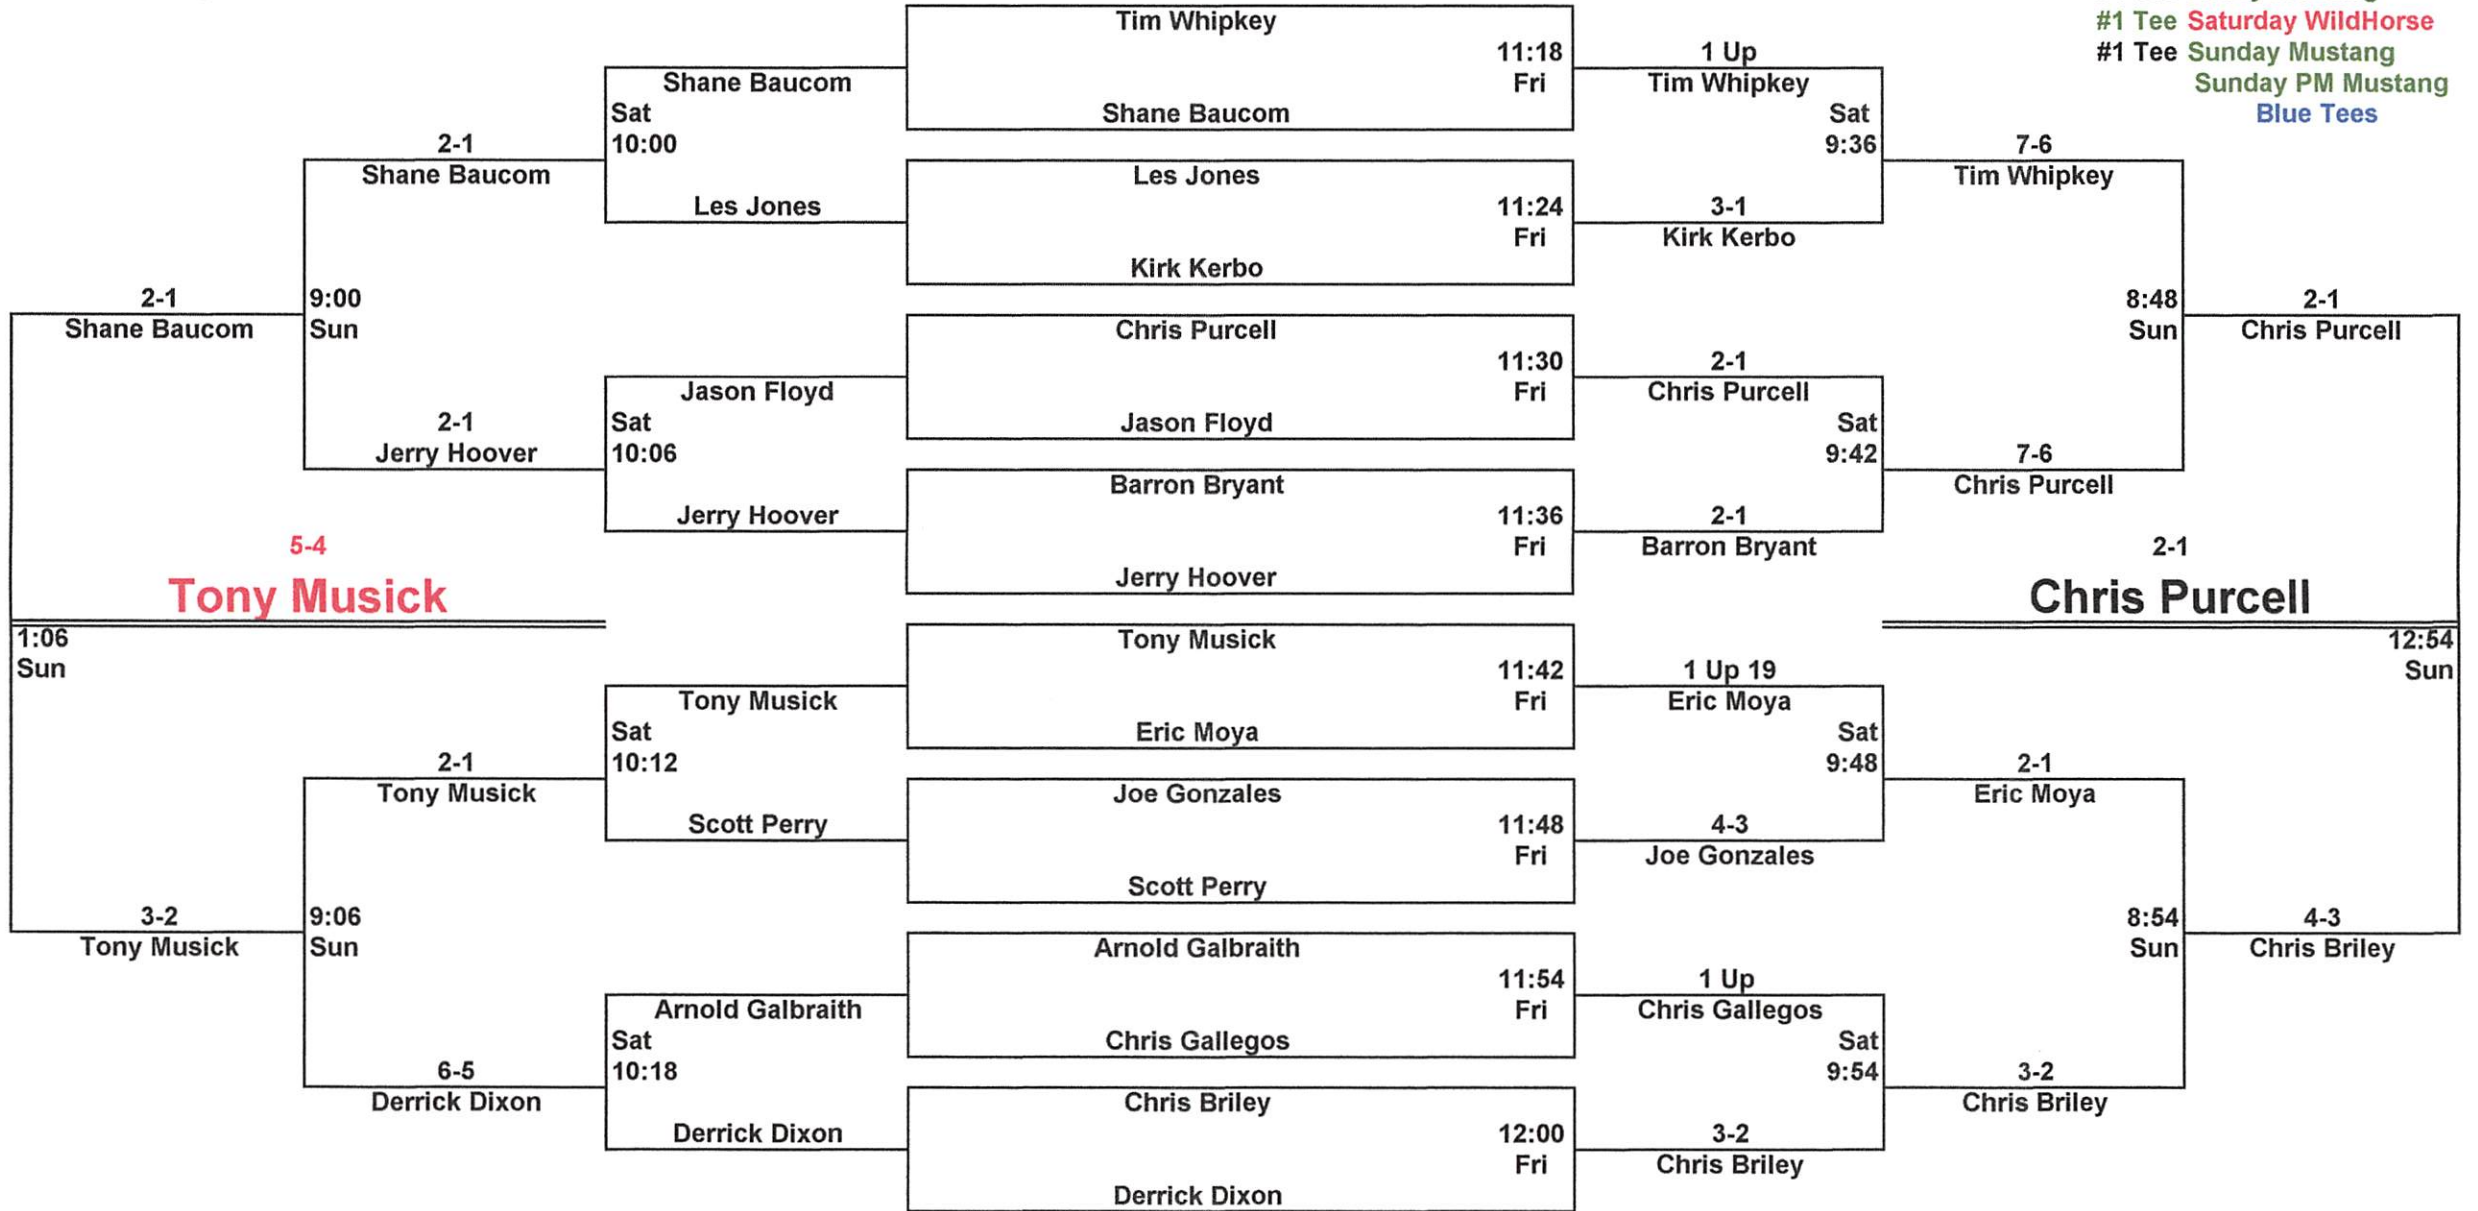 Tim Whipkey
#1 Tee Saturday WildHorse
11:18
1 Up
#1 Tee Sunday Mustang
Shane Baucom
Fri
Tim Whipkey
Sunday PM Mustang
Sat
Shane Baucom
Sat
Blue Tees
2-1
10:00
9:36
7-6
Shane Baucom
Les Jones
Tim Whipkey
Les Jones
11:24
3-1
Fri
Kirk Kerbo
Kirk Kerbo
2-1
9:00
8:48
2-1
Shane Baucom
Sun
Chris Purcell
Sun
Chris Purcell
11:30
2-1
Jason Floyd
Fri
Chris Purcell
2-1
Sat
Jason Floyd
Sat
Jerry Hoover
10:06
9:42
7-6
Barron Bryant
Chris Purcell
Jerry Hoover
11:36
2-1
5-4
Fri
Barron Bryant
2-1
Jerry Hoover
Tony Musick
Chris Purcell
1:06
Tony Musick
12:54
Sun
11:42
1 Up 19
Sun
Tony Musick
Fri
Eric Moya
Sat
Eric Moya
Sat
2-1
10:12
9:48
2-1
Tony Musick
Joe Gonzales
Eric Moya
Scott Perry
11:48
4-3
Fri
Joe Gonzales
Scott Perry
3-2
9:06
8:54
4-3
Tony Musick
Sun
Arnold Galbraith
Sun
Chris Briley
11:54
1 Up
Arnold Galbraith
Fri
Chris Gallegos
Sat
Chris Gallegos
Sat
6-5
10:18
9:54
3-2
Derrick Dixon
Chris Briley
Chris Briley
Derrick Dixon
12:00
3-2
Fri
Chris Briley
Derrick Dixon